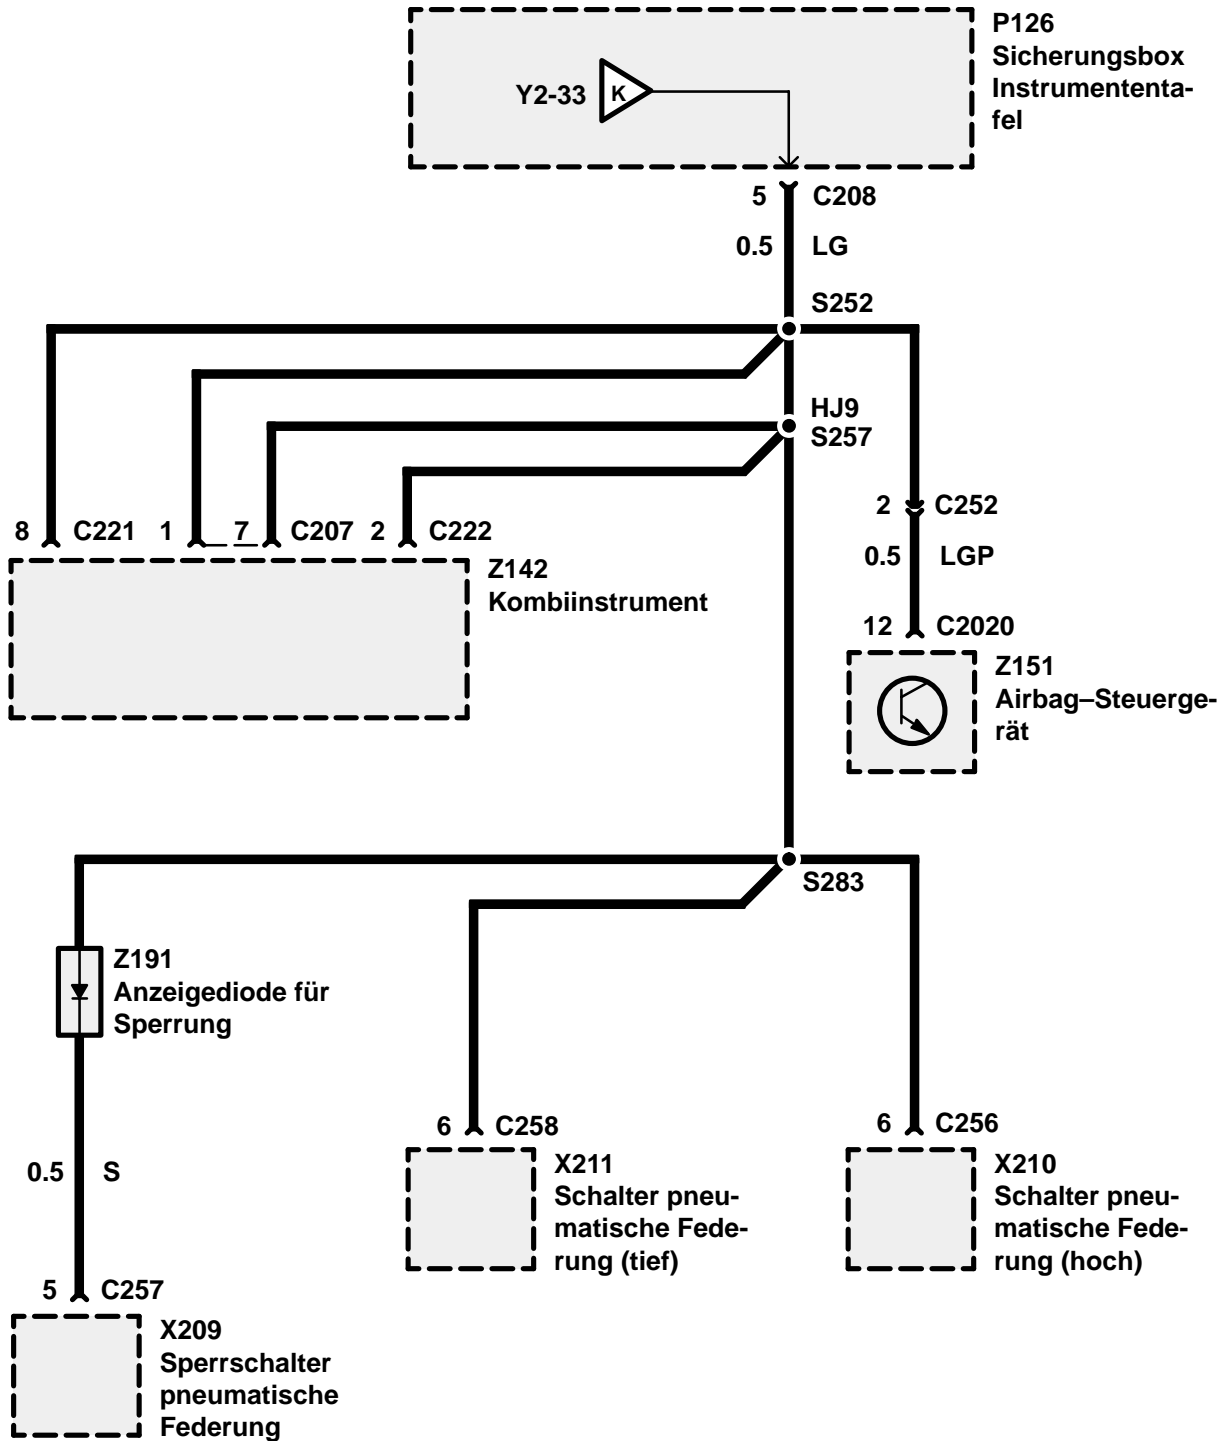 P126
Sicherungsbox
Instrumententa-
fel
Y2-33
K
5 C208
0.5 LG
S252
HJ9
S257
8 C221 1 7 C207 2 C222
2 C252
0.5 LGP
Z142
Kombiinstrument
12 C2020
Z151
Airbag–Steuerge-
rät
S283
Z191
Anzeigediode für
Sperrung
6 C258
6 C256
0.5 S
X211
Schalter pneu-
matische Fede-
rung (tief)
X210
Schalter pneu-
matische Fede-
rung (hoch)
5 C257
X209
Sperrschalter
pneumatische
Federung